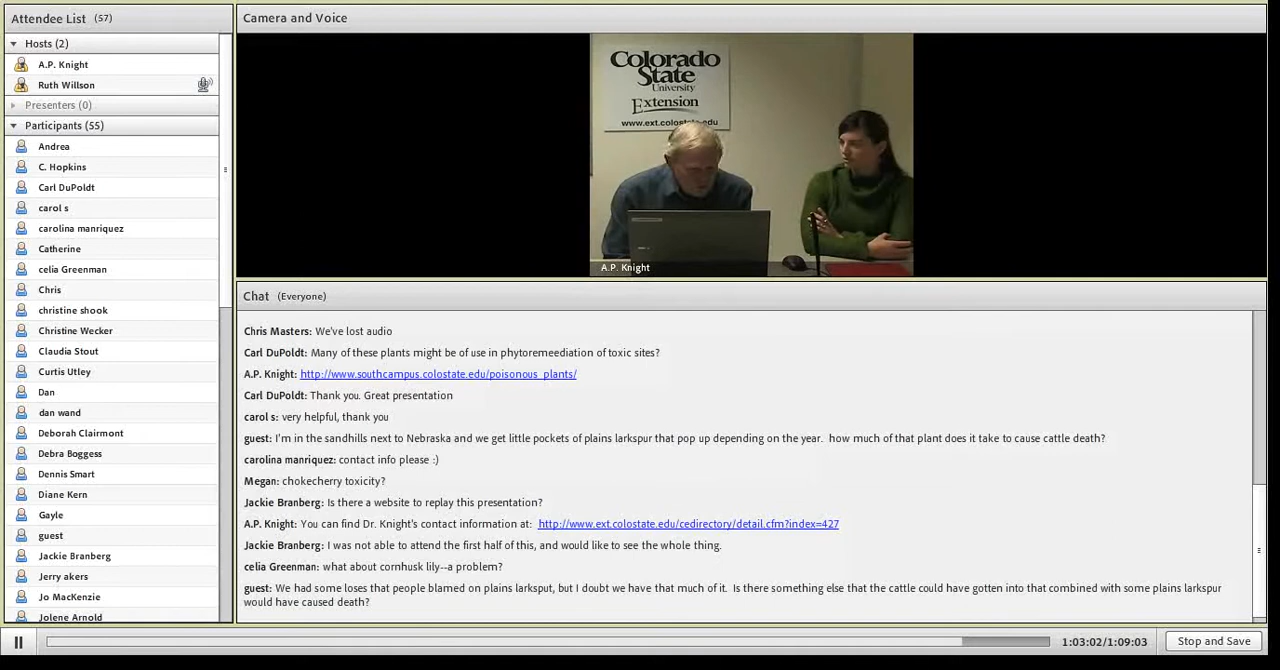 Attendee List (57)
Hosts (2)
A.P. Knight
Ruth Willson
Presenters (0)
Participants (55)
Andrea
C. Hopkins
Carl DuPoldt
carol s
carolina manriquez
Catherine
celia Greenman
Chris
christine shook
Christine Wecker
Claudia Stout
Curtis Utley
Dan
dan wand
Deborah Clairmont
Debra Boggess
Dennis Smart
Diane Kern
Gayle
guest
Jackie Branberg
Jerry akers
Jo MacKenzie
Jolene Arnold
Camera and Voice
Colorado
State
University
Extension
www.ext.colostate.edu
A.P. Knight
Chat (Everyone)
Chris Masters: We've lost audio
Carl DuPoldt: Many of these plants might be of use in phytoremeediation of toxic sites?
A.P. Knight: http://www.southcampus.colostate.edu/poisonous_plants/
Carl DuPoldt: Thank you. Great presentation
carol s: very helpful, thank you
guest: I'm in the sandhills next to Nebraska and we get little pockets of plains larkspur that pop up depending on the year. how much of that plant does it take to cause cattle death?
carolina manriquez: contact info please :)
Megan: chokecherry toxicity?
Jackie Branberg: Is there a website to replay this presentation?
A.P. Knight: You can find Dr. Knight's contact information at: http://www.ext.colostate.edu/cedirectory/detail.cfm?index=427
Jackie Branberg: I was not able to attend the first half of this, and would like to see the whole thing.
celia Greenman: what about cornhusk lily--a problem?
guest: We had some loses that people blamed on plains larksput, but I doubt we have that much of it. Is there something else that the cattle could have gotten into that combined with some plains larkspur
would have caused death?
1:03:02/1:09:03
Stop and Save